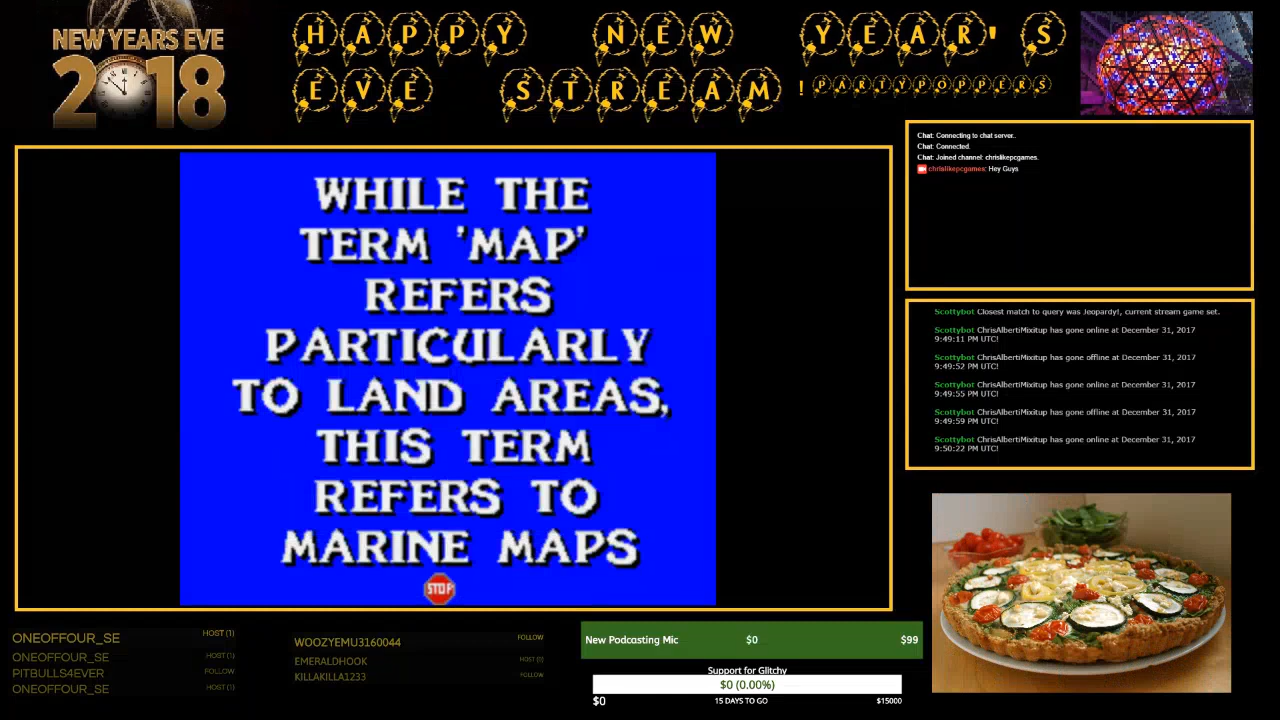 NEW YEARS EVE
2018
HAPPY NEW YEAR'S
EVE STREAM !PARTYPOPPERS
WHILE THE
TERM 'MAP'
REFERS
PARTICULARLY
TO LAND AREAS,
THIS TERM
REFERS TO
MARINE MAPS
STOP
Chat: Connecting to chat server..
Chat: Connected.
Chat: Joined channel: chrislikepcgames.
chrislikepcgames: Hey Guys
Scottybot Closest match to query was Jeopardy!, current stream game set.
Scottybot ChrisAlbertiMixitup has gone online at December 31, 2017
9:49:11 PM UTC!
Scottybot ChrisAlbertiMixitup has gone offline at December 31, 2017
9:49:52 PM UTC!
Scottybot ChrisAlbertiMixitup has gone online at December 31, 2017
9:49:55 PM UTC!
Scottybot ChrisAlbertiMixitup has gone offline at December 31, 2017
9:49:59 PM UTC!
Scottybot ChrisAlbertiMixitup has gone online at December 31, 2017
9:50:22 PM UTC!
ONEOFFOUR_SE HOST (1)
ONEOFFOUR_SE HOST (1)
PITBULLS4EVER FOLLOW
ONEOFFOUR_SE HOST (1)
WOOZYEMU3160044 FOLLOW
EMERALDHOOK HOST (0)
KILLAKILLA1233 FOLLOW
New Podcasting Mic $0 $99
Support for Glitchy
$0 (0.00%)
$0 15 DAYS TO GO $15000